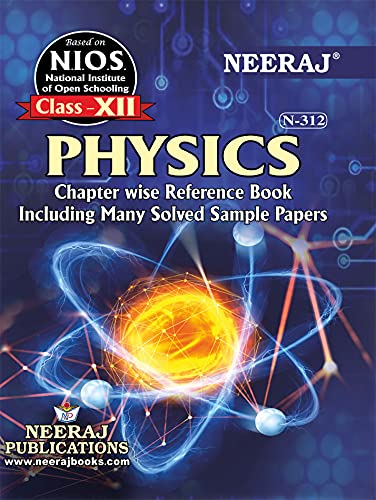 Based on
N.I.O.S.
National Institute
of Open Schooling
Class-XII
NEERAJ®
N-312
PHYSICS
Chapter wise Reference Book
Including Many Solved Sample Papers
NP
NEERAJ
PUBLICATIONS
www.neerajbooks.com